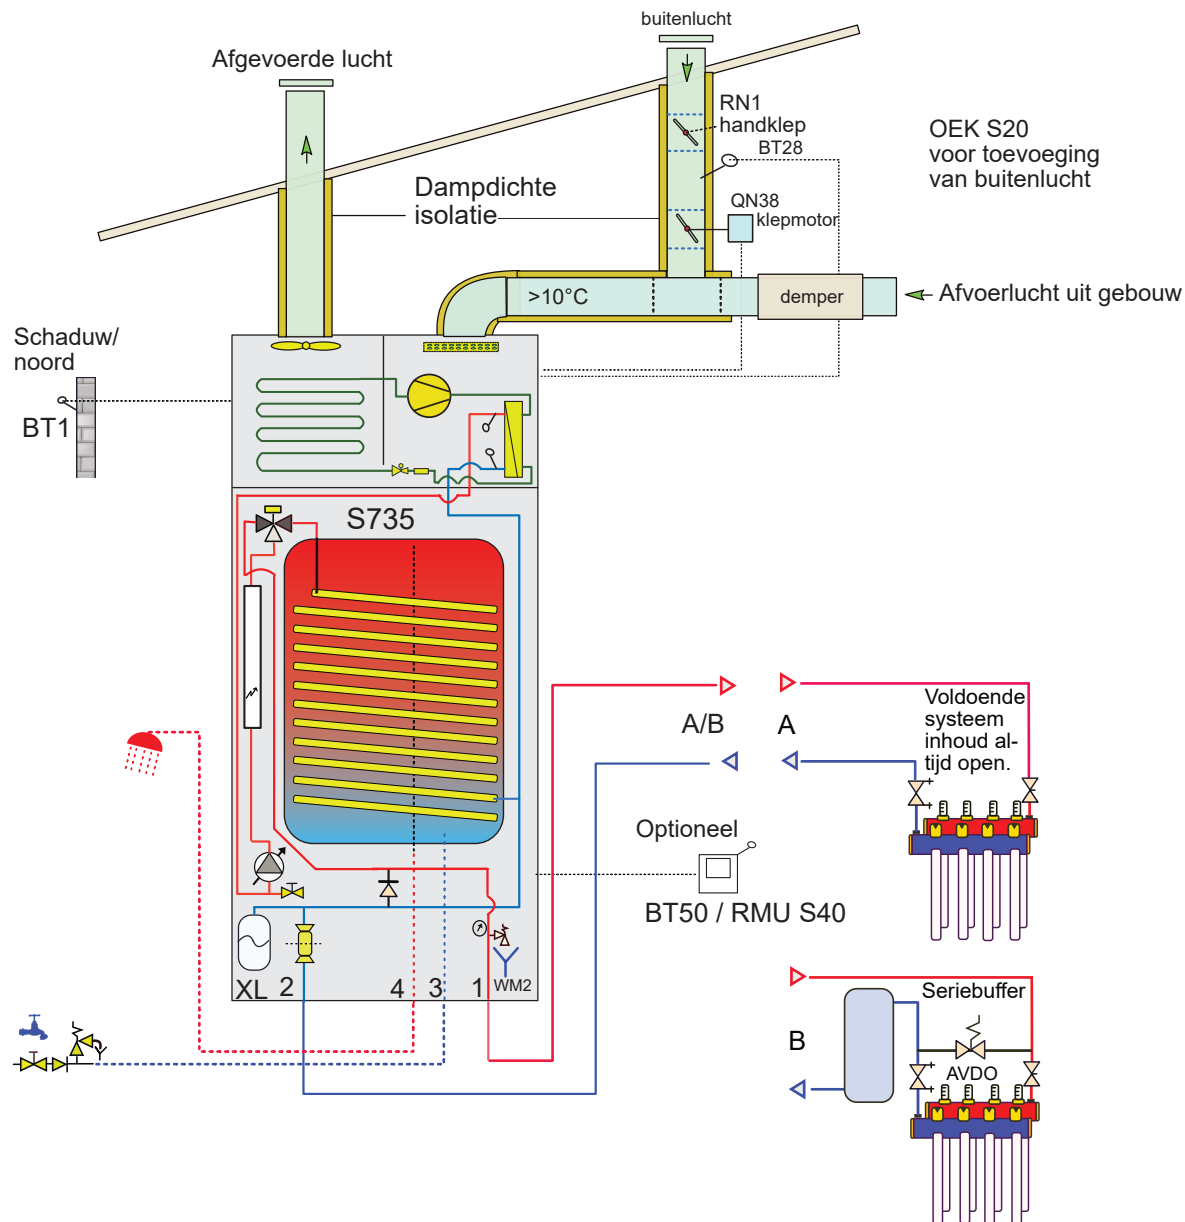 buitenlucht
Afgevoerde lucht
RN1
handklep
BT28
OEK S20
voor toevoeging
van buitenlucht
Dampdichte
isolatie
QN38
klepmotor
>10°C
demper
Afvoerlucht uit gebouw
Schaduw/
noord
BT1
S735
A/B
A
Voldoende
systeem
inhoud al-
tijd open.
Optioneel
BT50 / RMU S40
XL
2
4
3
1
WM2
Seriebuffer
B
AVDO